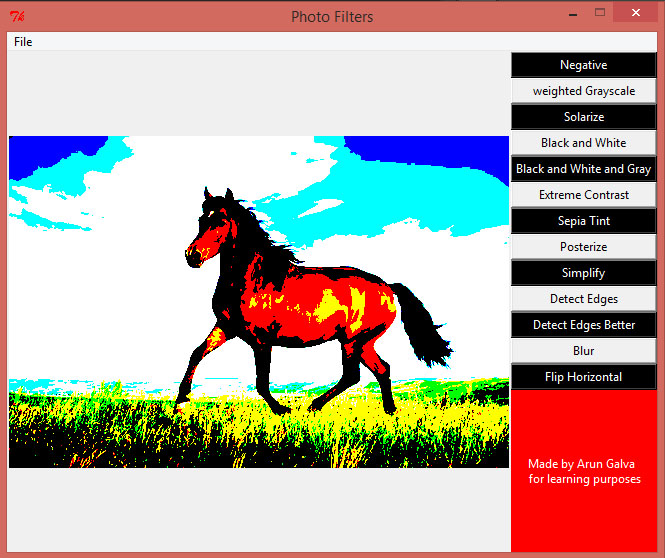 Photo Filters
File
Negative
weighted Grayscale
Solarize
Black and White
Black and White and Gray
Extreme Contrast
Sepia Tint
Posterize
Simplify
Detect Edges
Detect Edges Better
Blur
Flip Horizontal
Made by Arun Galva
for learning purposes